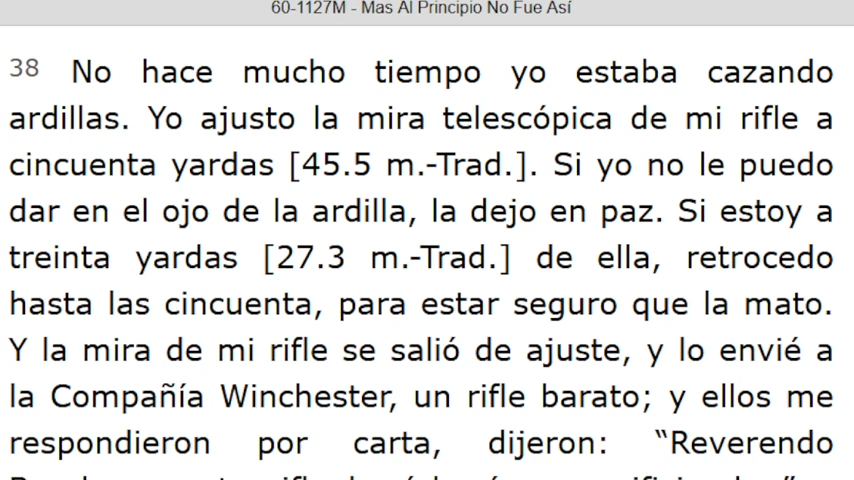 60-1127M - Mas Al Principio No Fue Así
38 No hace mucho tiempo yo estaba cazando
ardillas. Yo ajusto la mira telescópica de mi rifle a
cincuenta yardas [45.5 m.-Trad.]. Si yo no le puedo
dar en el ojo de la ardilla, la dejo en paz. Si estoy a
treinta yardas [27.3 m.-Trad.] de ella, retrocedo
hasta las cincuenta, para estar seguro que la mato.
Y la mira de mi rifle se salió de ajuste, y lo envié a
la Compañía Winchester, un rifle barato; y ellos me
respondieron por carta, dijeron: “Reverendo